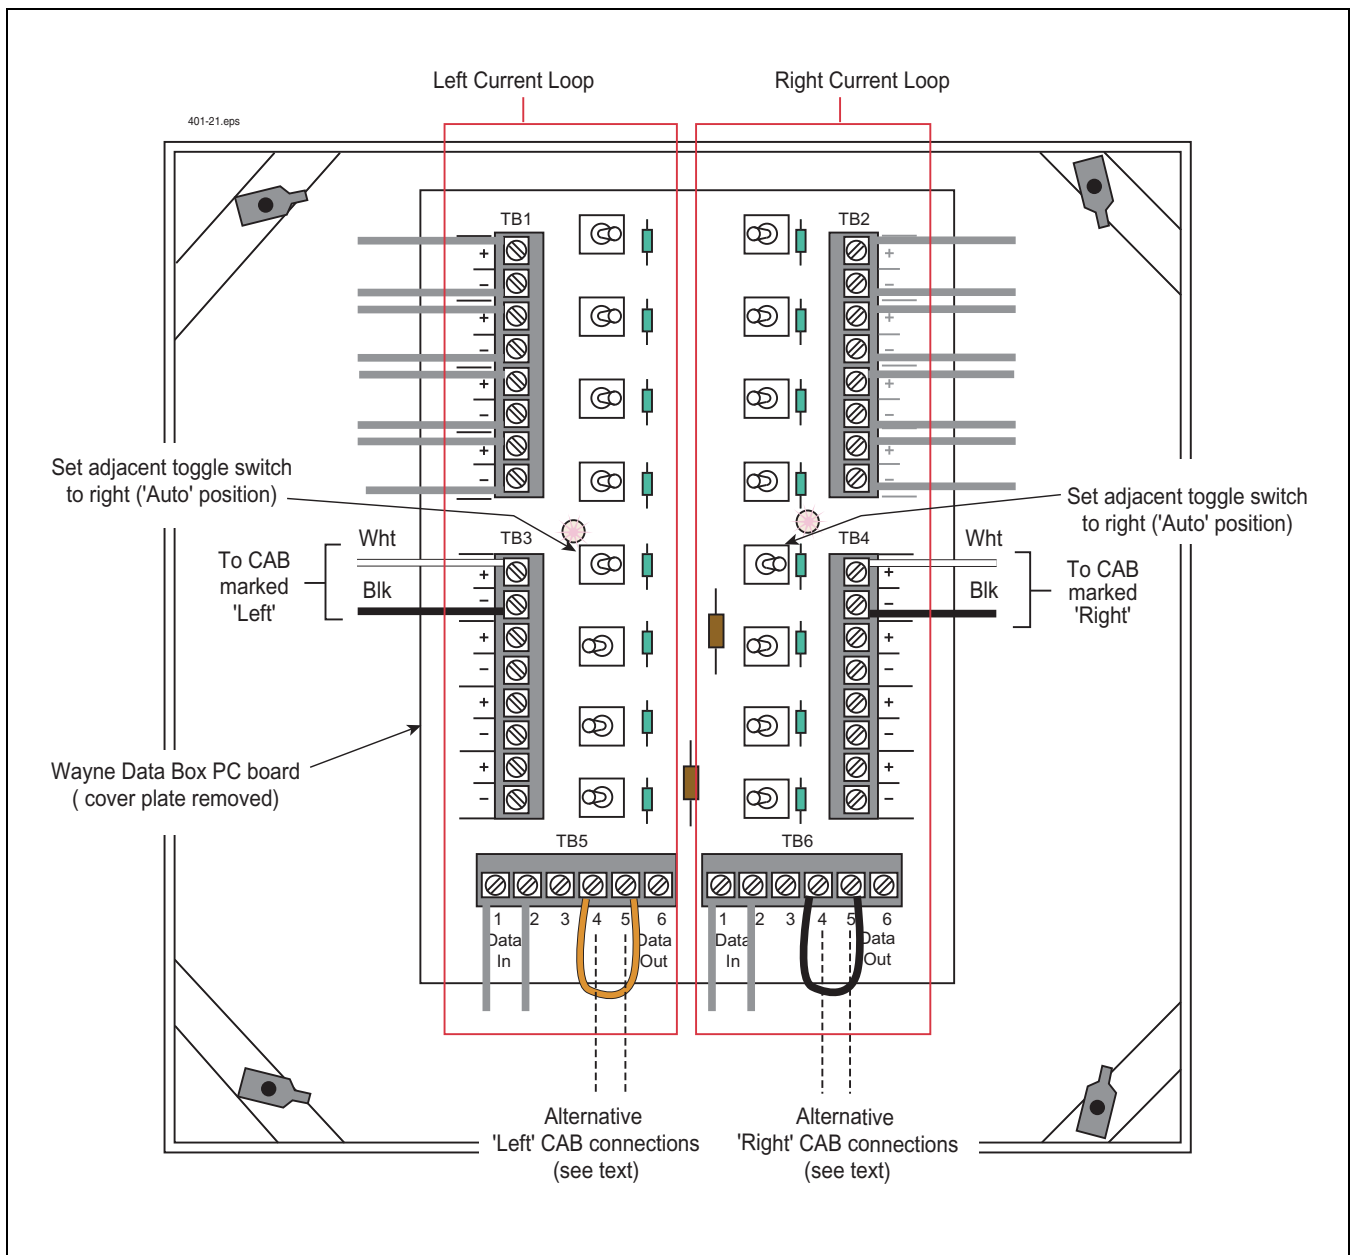 Left Current Loop
Right Current Loop
401-21.eps
TB1
TB2
+
−
+
−
+
−
+
−
+
−
+
−
+
−
+
−
Set adjacent toggle switch
to right ('Auto' position)
Set adjacent toggle switch
to right ('Auto' position)
TB3
TB4
Wht
Blk
To CAB
marked
'Left'
Wht
Blk
To CAB
marked
'Right'
+
−
+
−
+
−
+
−
+
−
+
−
+
−
+
−
Wayne Data Box PC board
( cover plate removed)
TB5
TB6
1 2 3 4 5 6
Data
In
Data
Out
1 2 3 4 5 6
Data
In
Data
Out
Alternative
'Left' CAB connections
(see text)
Alternative
'Right' CAB connections
(see text)